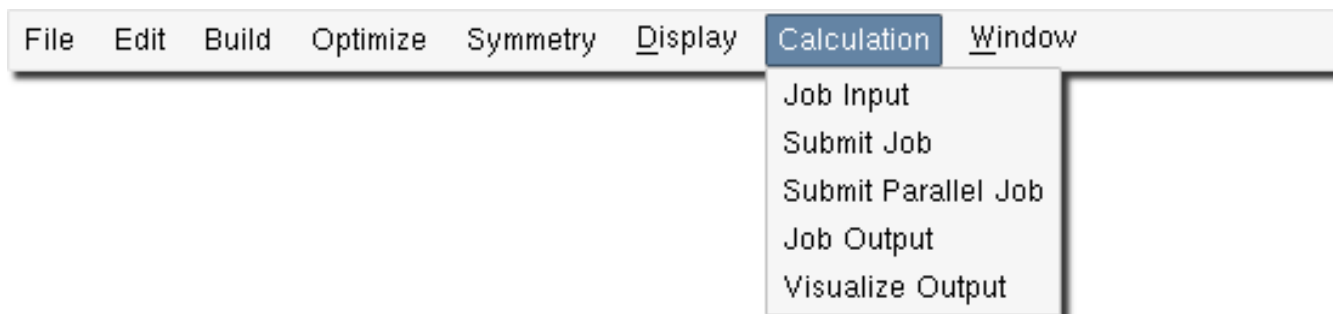 File Edit Build Optimize Symmetry Display Calculation Window
Job Input
Submit Job
Submit Parallel Job
Job Output
Visualize Output